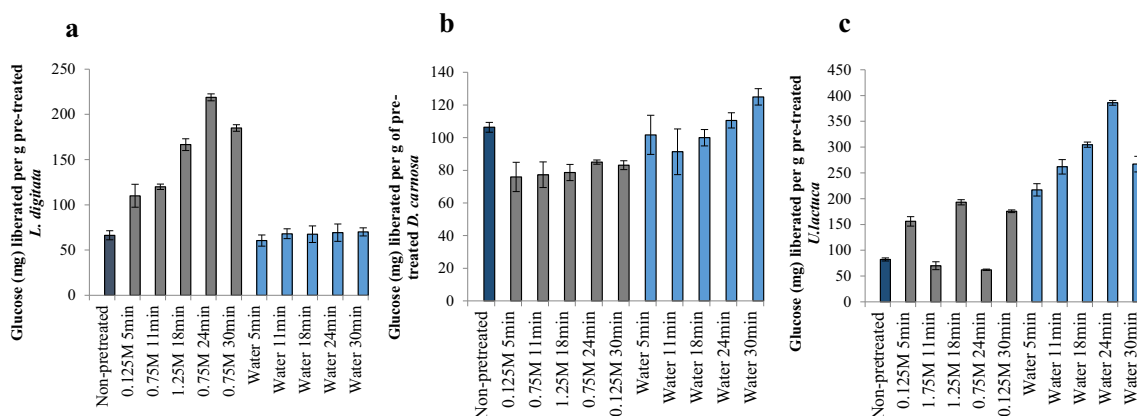 a
Glucose (mg) liberated per g pre-treated
L. digitata
250
200
150
100
50
0
Non-pretreated
0.125M 5min
0.75M 11min
1.25M 18min
0.75M 24min
0.75M 30min
Water 5min
Water 11min
Water 18min
Water 24min
Water 30min
b
Glucose (mg) liberated per g of pre-
treated D. carnosa
140
120
100
80
60
40
20
0
Non-pretreated
0.125M 5min
0.75M 11min
1.25M 18min
0.75M 24min
0.125M 30min
Water 5min
Water 11min
Water 18min
Water 24min
Water 30min
c
Glucose (mg) liberated per g pre-treated
U.lactuca
450
400
350
300
250
200
150
100
50
0
Non-pretreated
0.125M 5min
1.75M 11min
1.25M 18min
0.75M 24min
0.125M 30min
Water 5min
Water 11min
Water 18min
Water 24min
Water 30min